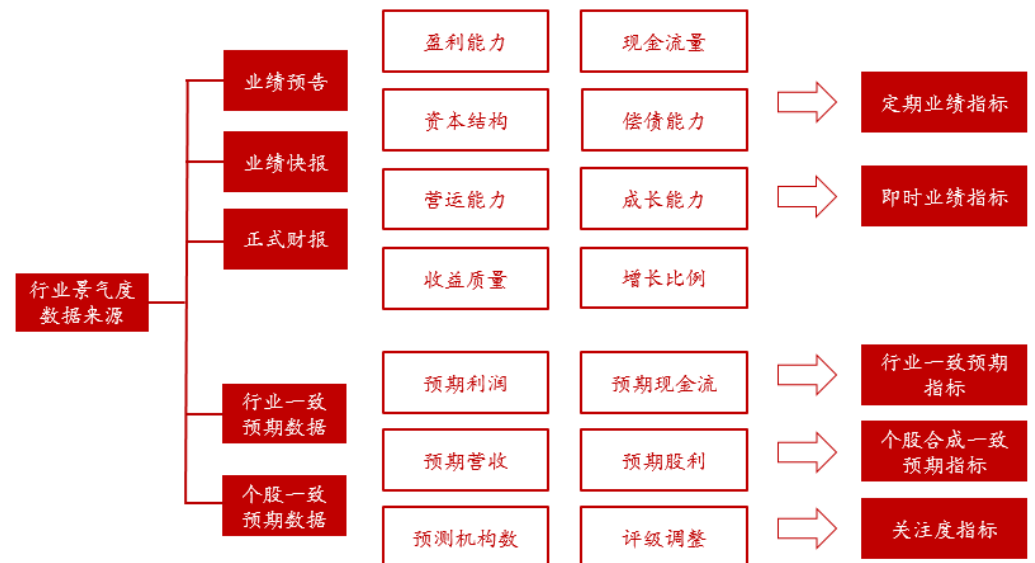 行业景气度
数据来源
业绩预告
业绩快报
正式财报
行业一致
预期数据
个股一致
预期数据
盈利能力
现金流量
资本结构
偿债能力
营运能力
成长能力
收益质量
增长比例
预期利润
预期现金流
预期营收
预期股利
预测机构数
评级调整
定期业绩指标
即时业绩指标
行业一致预期
指标
个股合成一致
预期指标
关注度指标